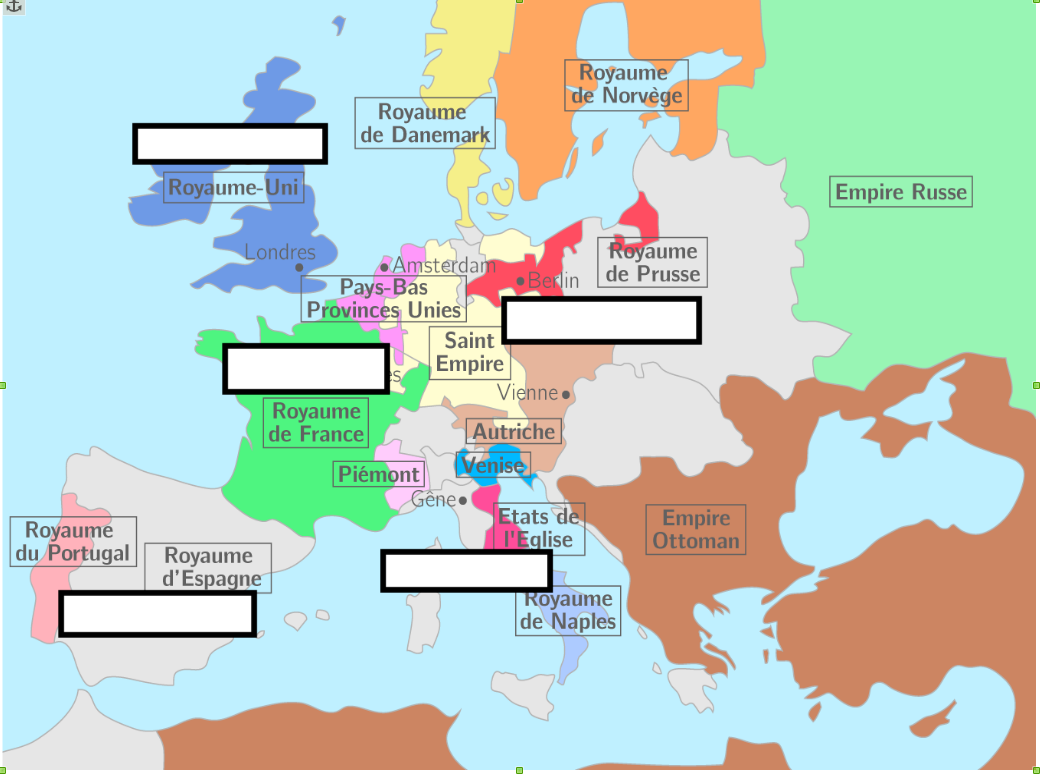 Royaume
de Norvège
Royaume
de Danemark
Royaume-Uni
Empire Russe
Londres
Amsterdam
Royaume
de Prusse
Berlin
Pays-Bas
Provinces Unies
Saint
Empire
es
Vienne
Royaume
de France
Autriche
Venise
Piémont
Gêne
Etats de
l'Eglise
Empire
Ottoman
Royaume
du Portugal
Royaume
d'Espagne
Royaume
de Naples